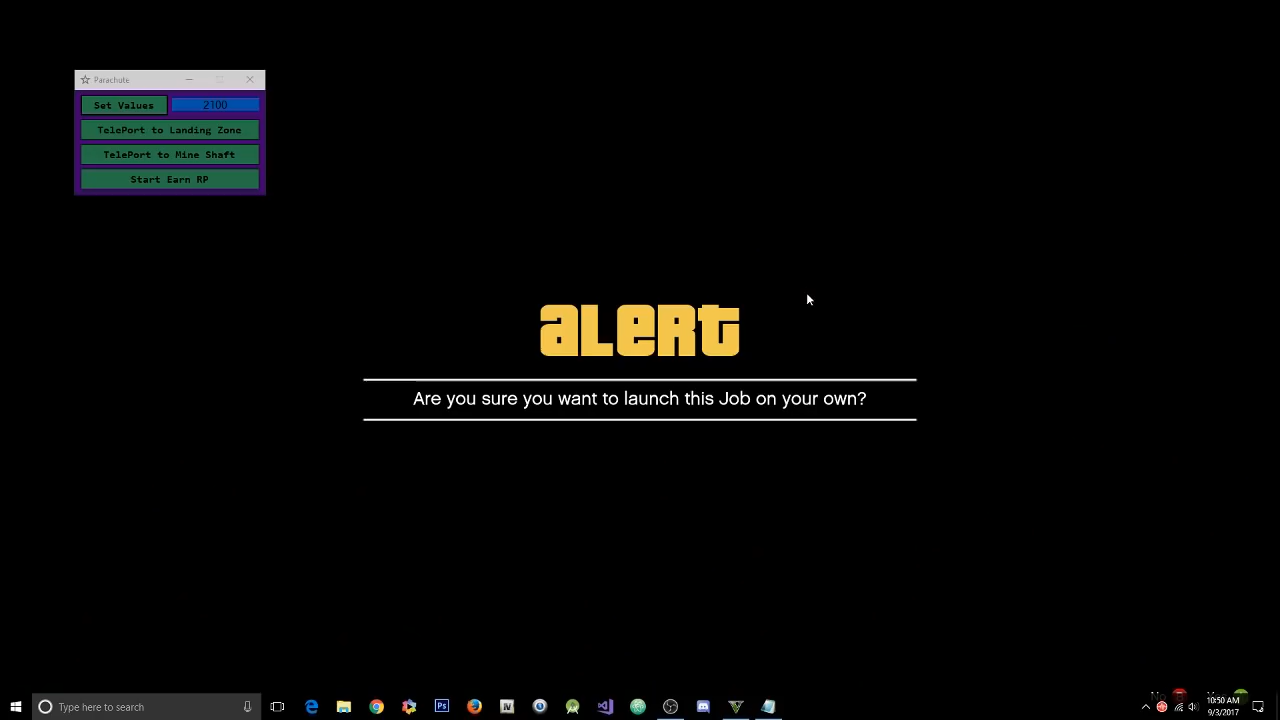 Parachute
Set Values 2100
TelePort to Landing Zone
TelePort to Mine Shaft
Start Earn RP
alert
Are you sure you want to launch this Job on your own?
Type here to search
10:50 AM
9/3/2017